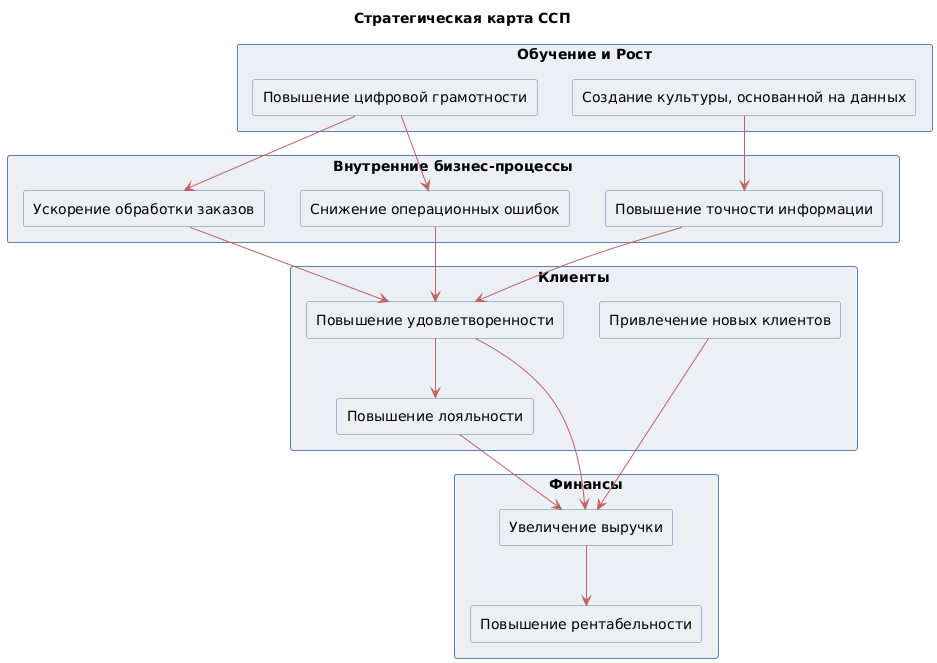 Стратегическая карта ССП
Обучение и Рост
Повышение цифровой грамотности
Создание культуры, основанной на данных
Внутренние бизнес-процессы
Ускорение обработки заказов
Снижение операционных ошибок
Повышение точности информации
Клиенты
Повышение удовлетворенности
Привлечение новых клиентов
Повышение лояльности
Финансы
Увеличение выручки
Повышение рентабельности